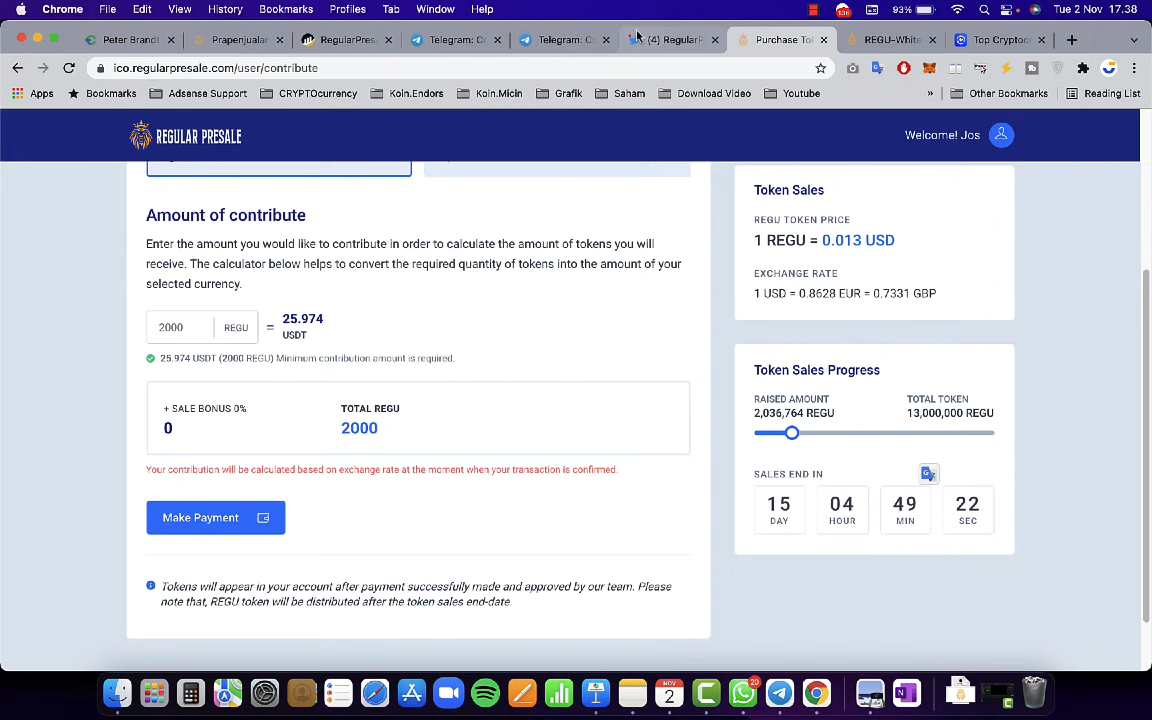 Chrome File Edit View History Bookmarks Profiles Tab Window Help 136 93% Tue 2 Nov 17.38
Peter Brandt Prapenjualan RegularPresa Telegram: Co Telegram: Co (4) RegularP Purchase To REGU-White Top Cryptoc
ico.regularpresale.com/user/contribute
Apps Bookmarks Adsense Support CRYPTOcurrency Koin.Endors Koin.Micin Grafik Saham Download Video Youtube » Other Bookmarks Reading List
REGULAR PRESALE
Welcome! Jos
Amount of contribute
Enter the amount you would like to contribute in order to calculate the amount of tokens you will
receive. The calculator below helps to convert the required quantity of tokens into the amount of your
selected currency.
2000 REGU = 25.974
USDT
25.974 USDT (2000 REGU) Minimum contribution amount is required.
+ SALE BONUS 0% TOTAL REGU
0 2000
Your contribution will be calculated based on exchange rate at the moment when your transaction is confirmed.
Make Payment
Tokens will appear in your account after payment successfully made and approved by our team. Please
note that, REGU token will be distributed after the token sales end-date.
Token Sales
REGU TOKEN PRICE
1 REGU = 0.013 USD
EXCHANGE RATE
1 USD = 0.8628 EUR = 0.7331 GBP
Token Sales Progress
RAISED AMOUNT TOTAL TOKEN
2,036,764 REGU 13,000,000 REGU
SALES END IN
15 04 49 22
DAY HOUR MIN SEC
NOV
2
20